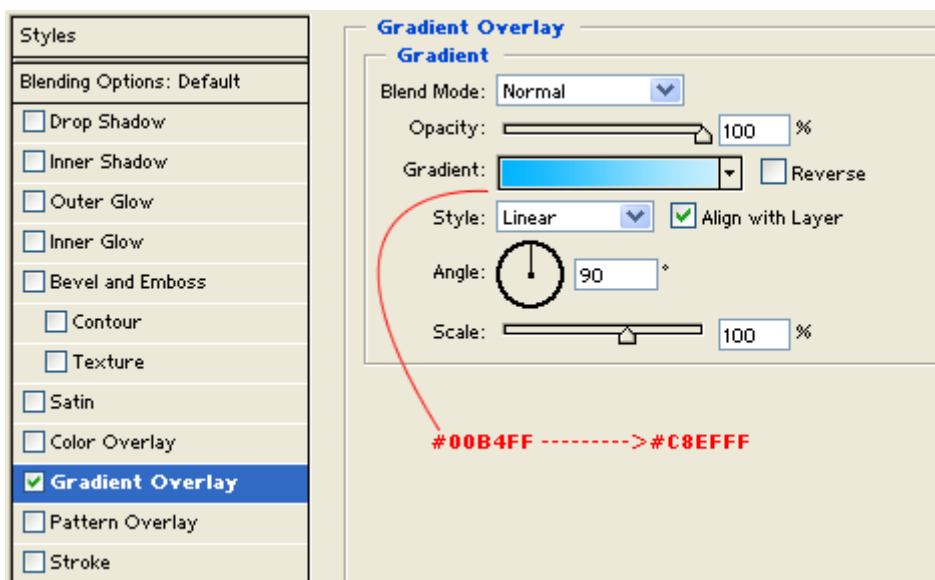 Styles
Blending Options: Default
Drop Shadow
Inner Shadow
Outer Glow
Inner Glow
Bevel and Emboss
Contour
Texture
Satin
Color Overlay
Gradient Overlay
Pattern Overlay
Stroke
Gradient Overlay
Gradient
Blend Mode: Normal
Opacity: 100 %
Gradient: Reverse
Style: Linear Align with Layer
Angle: 90 °
Scale: 100 %
#00B4FF --------->#C8EFFF